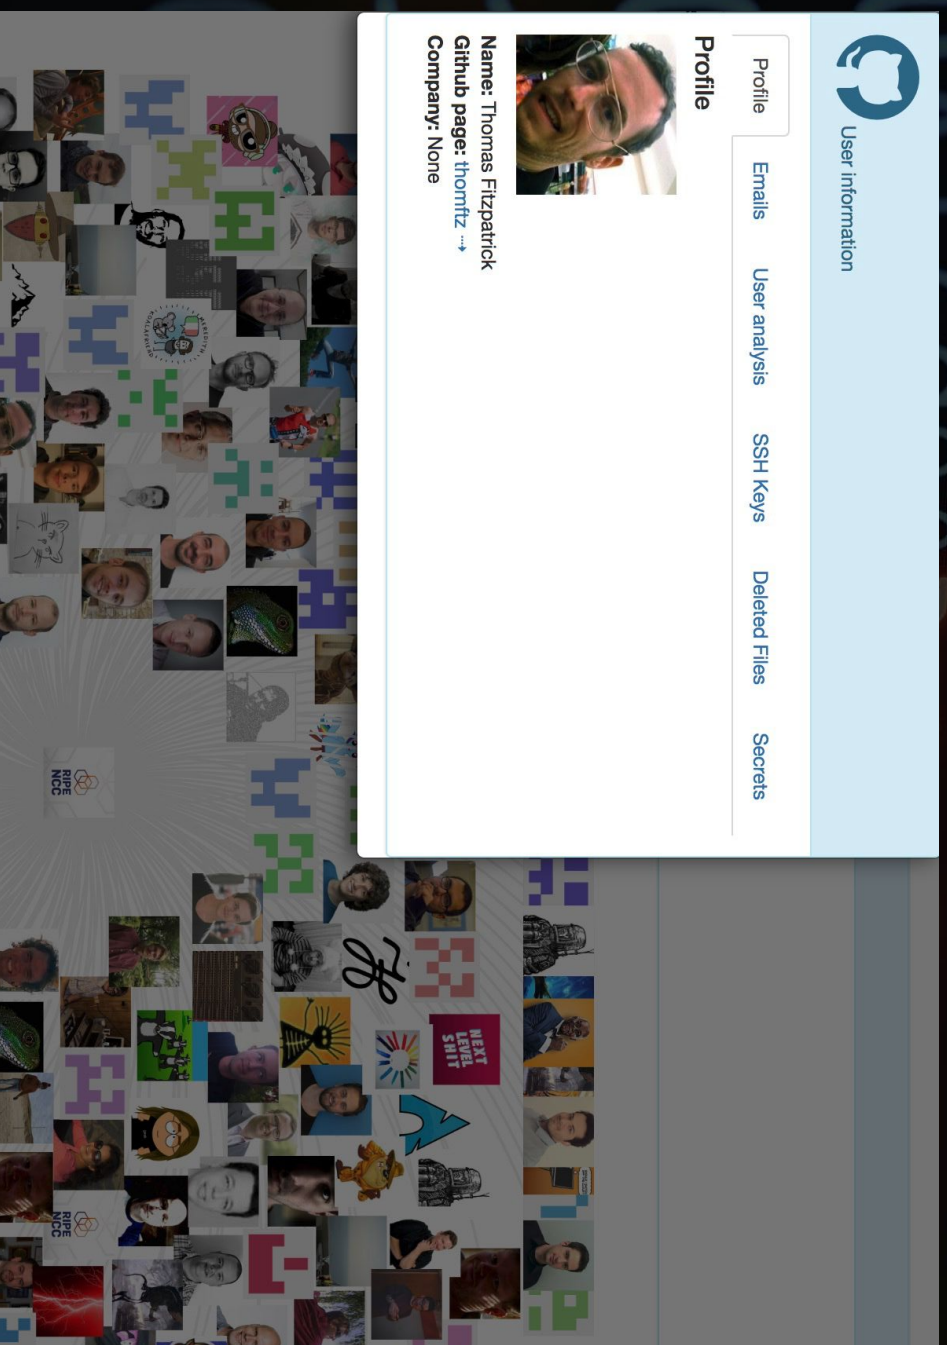 User information
Profile
Emails
User analysis
SSH Keys
Deleted Files
Secrets
Profile
Name: Thomas Fitzpatrick
Github page: thomftz ⤑
Company: None
NEXT
LEVEL
SHIT
RIPE
NCC
RIPE
NCC